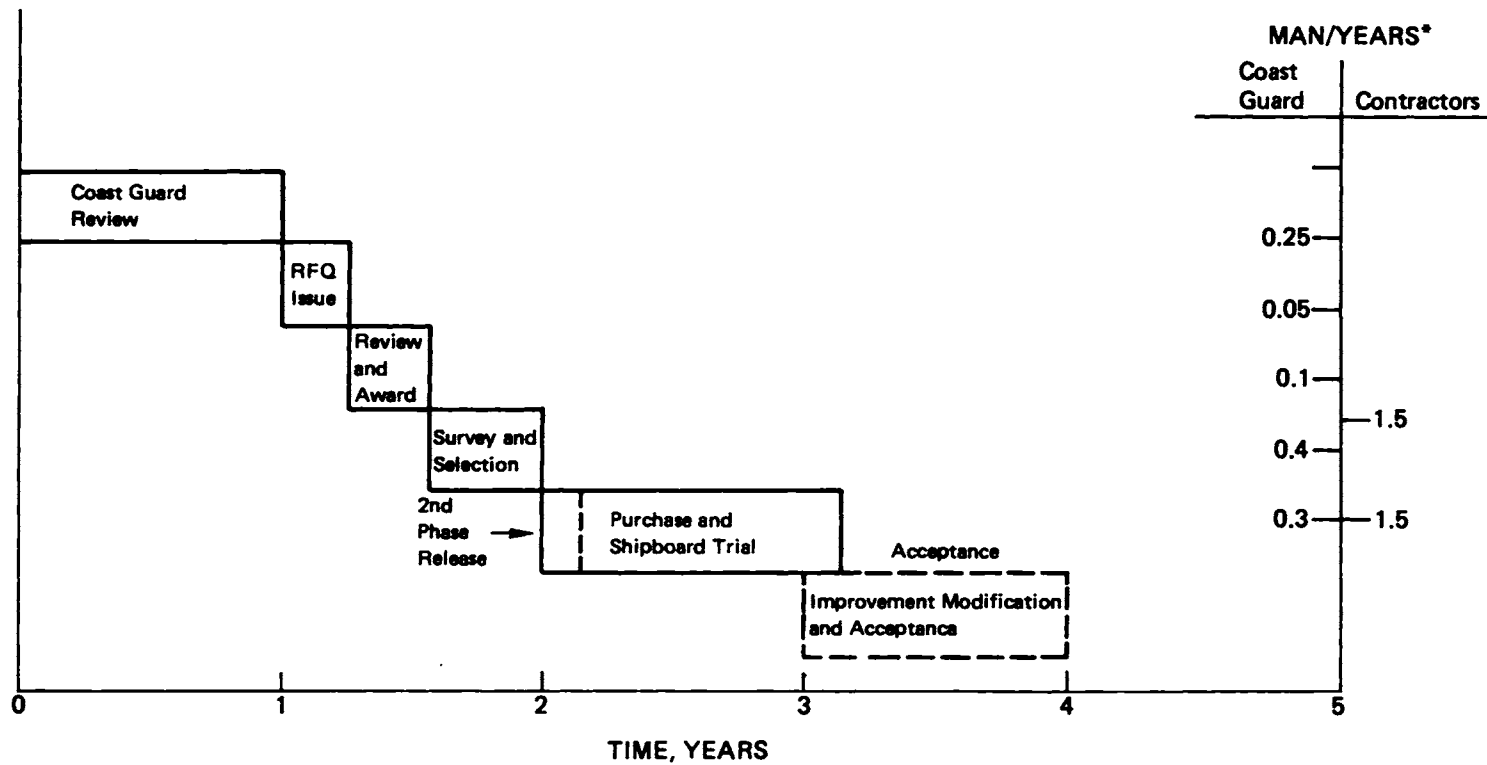 MAN/YEARS*
Coast
Guard
Contractors
Coast Guard
Review
0.25
RFQ
Issue
0.05
Review
and
Award
0.1
1.5
Survey and
Selection
0.4
2nd
Phase
Release
Purchase and
Shipboard Trial
0.3
1.5
Acceptance
Improvement Modification
and Acceptance
0 1 2 3 4 5
TIME, YEARS